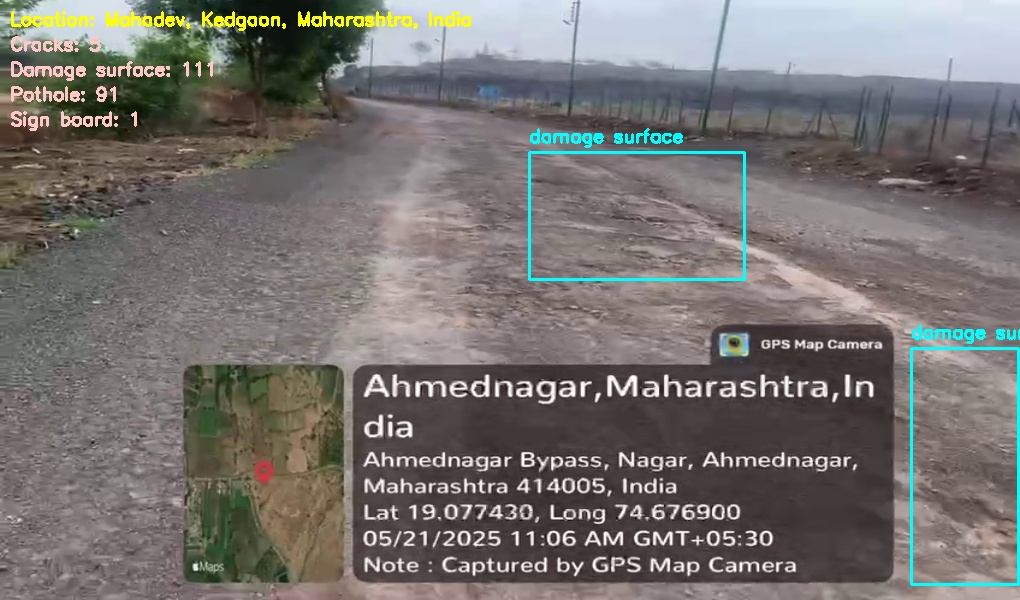 Location: Mahadev, Kedgaon, Maharashtra, India
Cracks: 5
Damage surface: 111
Pothole: 91
Sign board: 1
damage surface
damage sur
GPS Map Camera
Ahmednagar,Maharashtra,In
dia
Ahmednagar Bypass, Nagar, Ahmednagar,
Maharashtra 414005, India
Lat 19.077430, Long 74.676900
05/21/2025 11:06 AM GMT+05:30
Note : Captured by GPS Map Camera
Maps